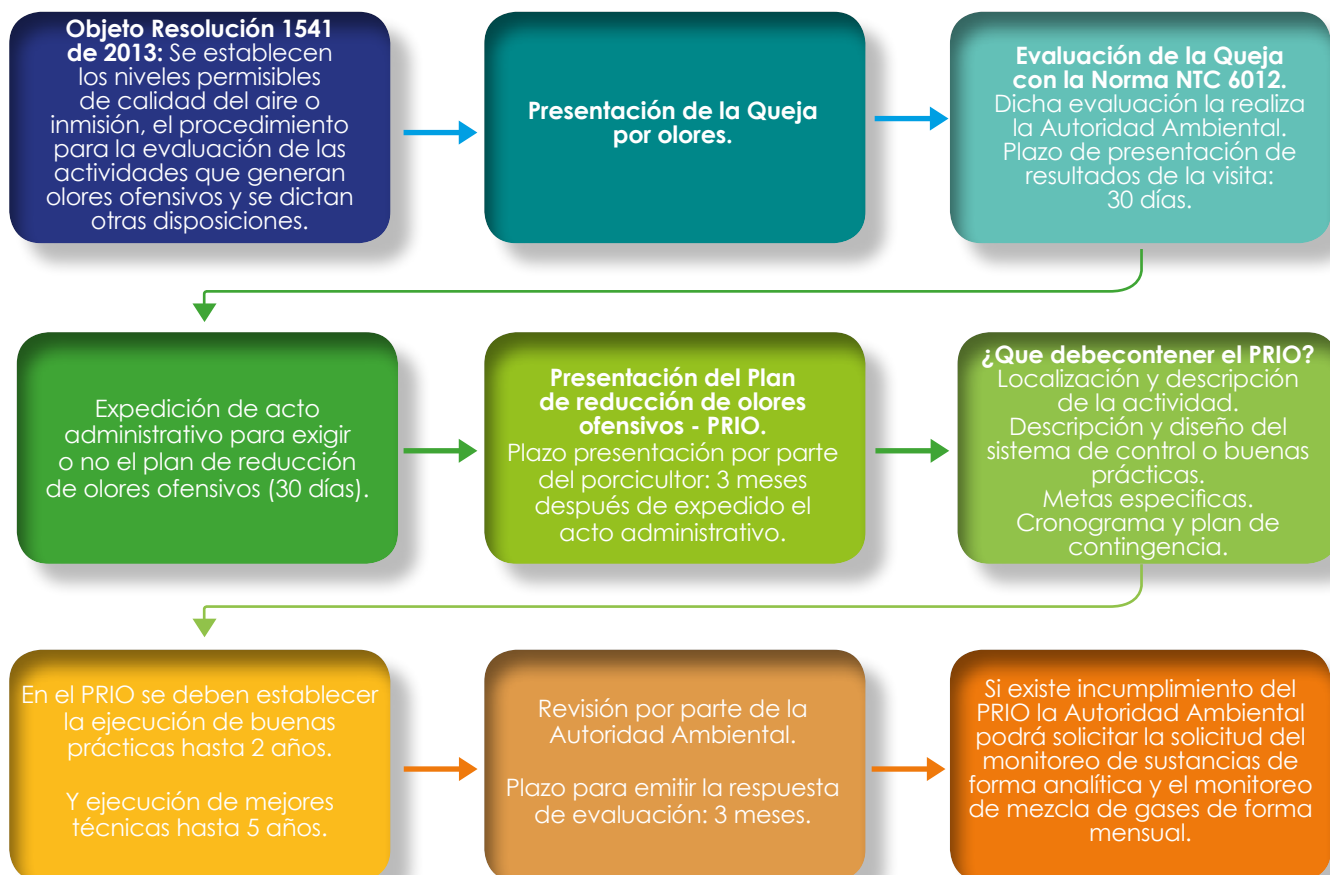 Objeto Resolución 1541
de 2013: Se establecen
los niveles permisibles
de calidad del aire o
inmisión, el procedimiento
para la evaluación de las
actividades que generan
olores ofensivos y se dictan
otras disposiciones.
Presentación de la Queja
por olores.
Evaluación de la Queja
con la Norma NTC 6012.
Dicha evaluación la realiza
la Autoridad Ambiental.
Plazo de presentación de
resultados de la visita:
30 días.
Expedición de acto
administrativo para exigir
o no el plan de reducción
de olores ofensivos (30 días).
Presentación del Plan
de reducción de olores
ofensivos - PRIO.
Plazo presentación por parte
del porcicultor: 3 meses
después de expedido el
acto administrativo.
¿Que debecontener el PRIO?
Localización y descripción
de la actividad.
Descripción y diseño del
sistema de control o buenas
prácticas.
Metas especificas.
Cronograma y plan de
contingencia.
En el PRIO se deben establecer
la ejecución de buenas
prácticas hasta 2 años.
Y ejecución de mejores
técnicas hasta 5 años.
Revisión por parte de la
Autoridad Ambiental.
Plazo para emitir la respuesta
de evaluación: 3 meses.
Si existe incumplimiento del
PRIO la Autoridad Ambiental
podrá solicitar la solicitud del
monitoreo de sustancias de
forma analítica y el monitoreo
de mezcla de gases de forma
mensual.